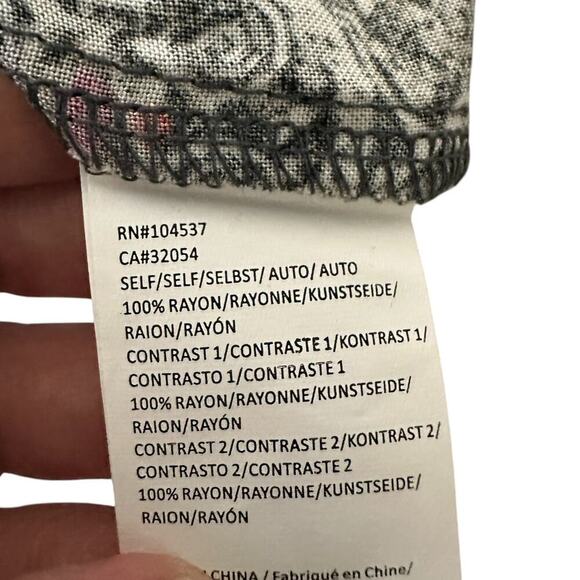 RN#104537
CA#32054
SELF/SELF/SELBST/ AUTO/ AUTO
100% RAYON/RAYONNE/KUNSTSEIDE/
RAION/RAYÓN
CONTRAST 1/CONTRASTE 1/KONTRAST 1/
CONTRASTO 1/CONTRASTE 1
100% RAYON/RAYONNE/KUNSTSEIDE/
RAION/RAYÓN
CONTRAST 2/CONTRASTE 2/KONTRAST 2/
CONTRASTO 2/CONTRASTE 2
100% RAYON/RAYONNE/KUNSTSEIDE/
RAION/RAYÓN
CHINA / Fabriqué en Chine/